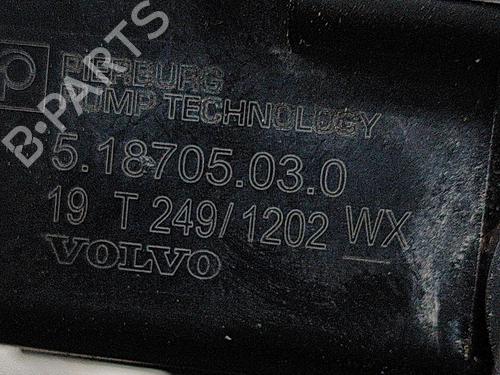 PIERBURG
PUMP TECHNOLOGY
5.18705.03.0
19 T 249/1202 WX
VOLVO
B-PARTS